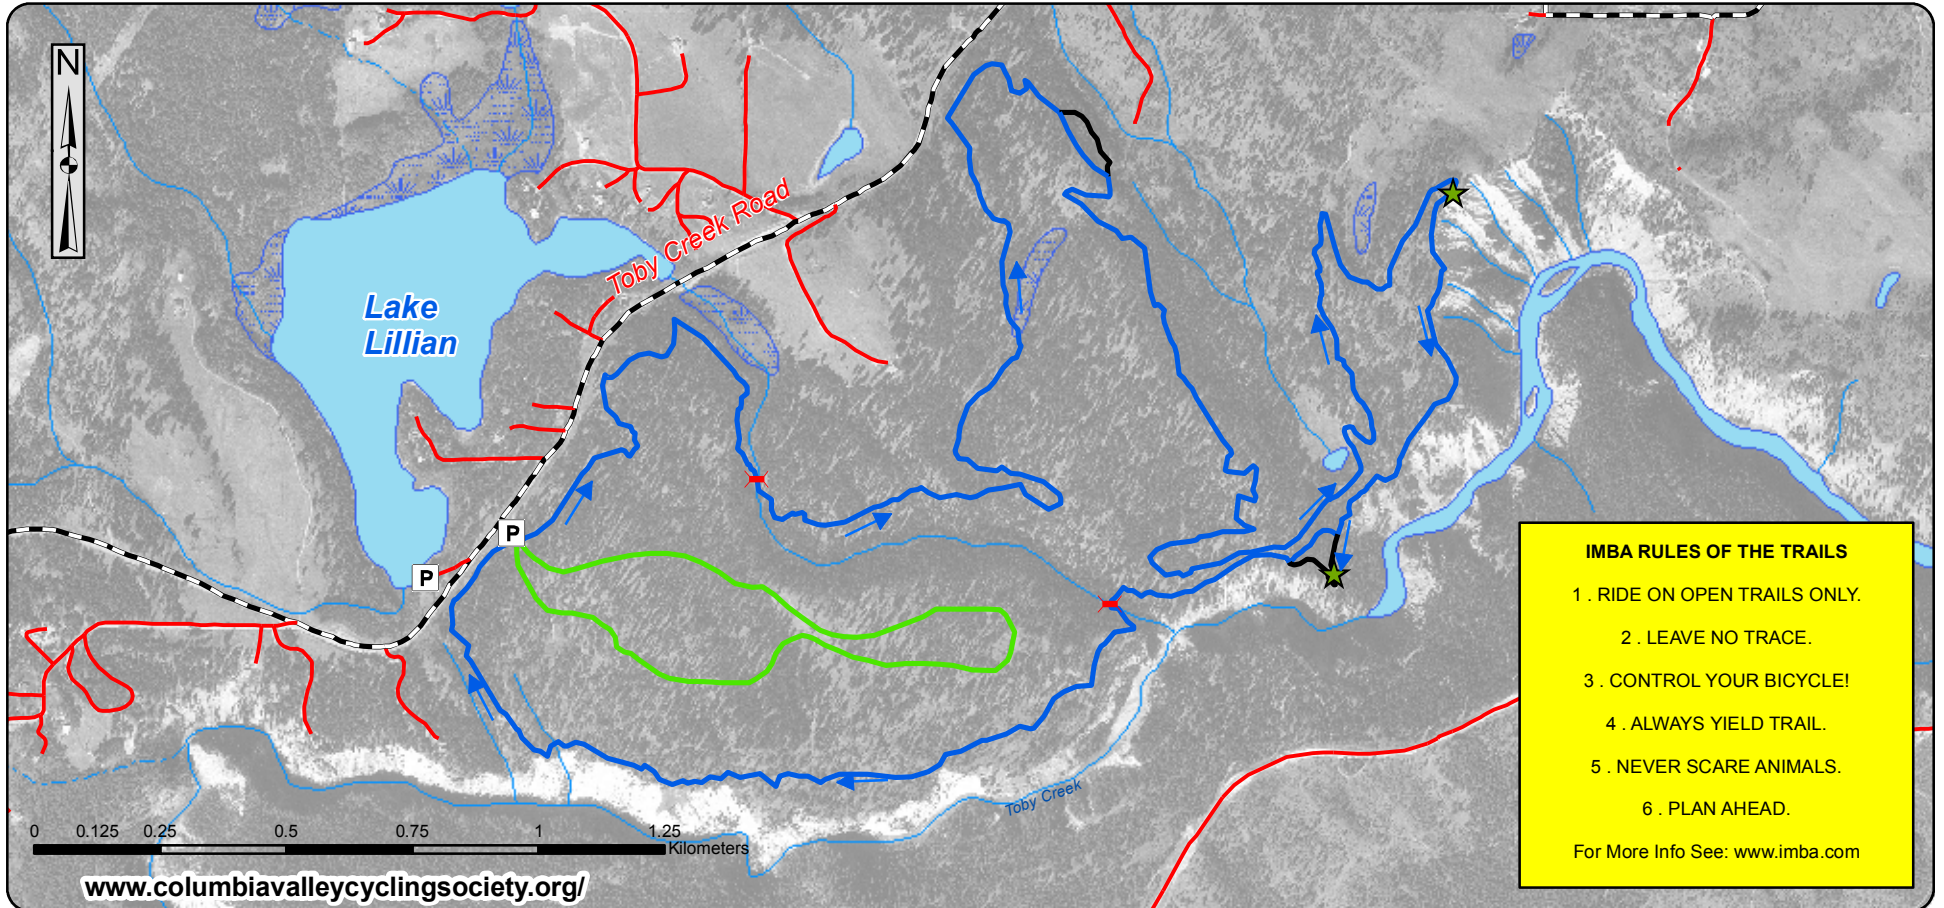 N
Toby Creek Road
Lake
Lillian
P
P
Toby Creek
IMBA RULES OF THE TRAILS
1 . RIDE ON OPEN TRAILS ONLY.
2 . LEAVE NO TRACE.
3 . CONTROL YOUR BICYCLE!
4 . ALWAYS YIELD TRAIL.
5 . NEVER SCARE ANIMALS.
6 . PLAN AHEAD.
For More Info See: www.imba.com
0 0.125 0.25 0.5 0.75 1 1.25
Kilometers
www.columbiavalleycyclingsociety.org/